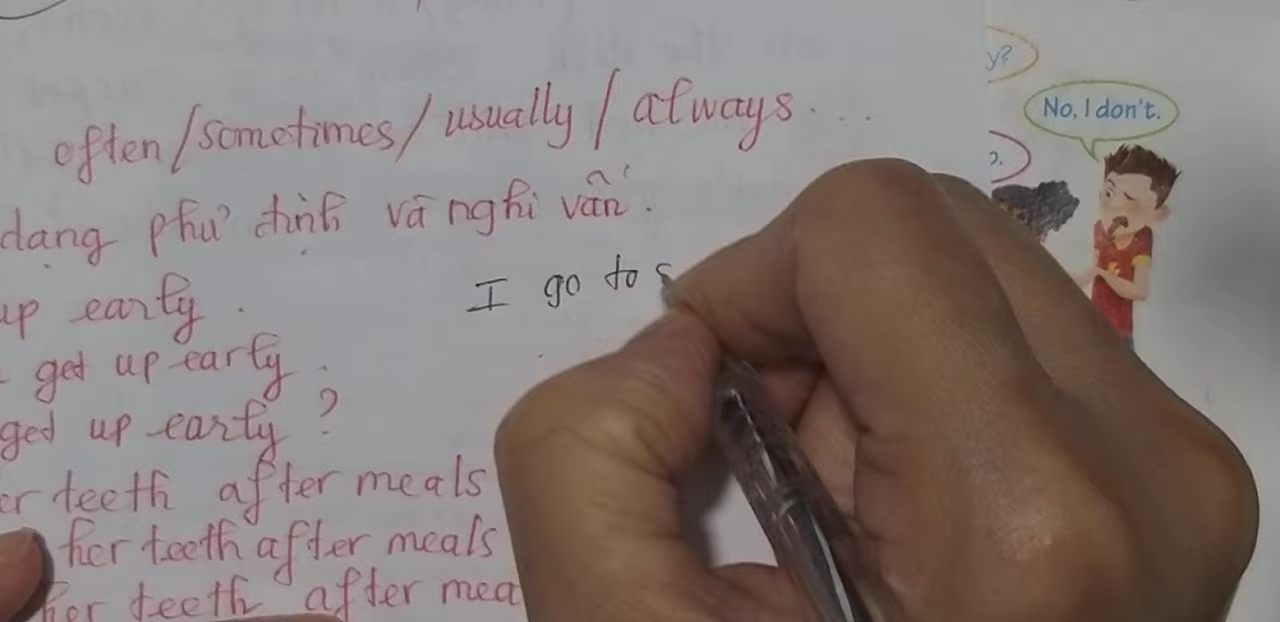 often/sometimes/usually/always...
dạng phủ định và nghi vấn.
up early.
get up early.
get up early?
I go to s
er teeth after meals
her teeth after meals
her teeth after mea
y?
No, I don't.
o.